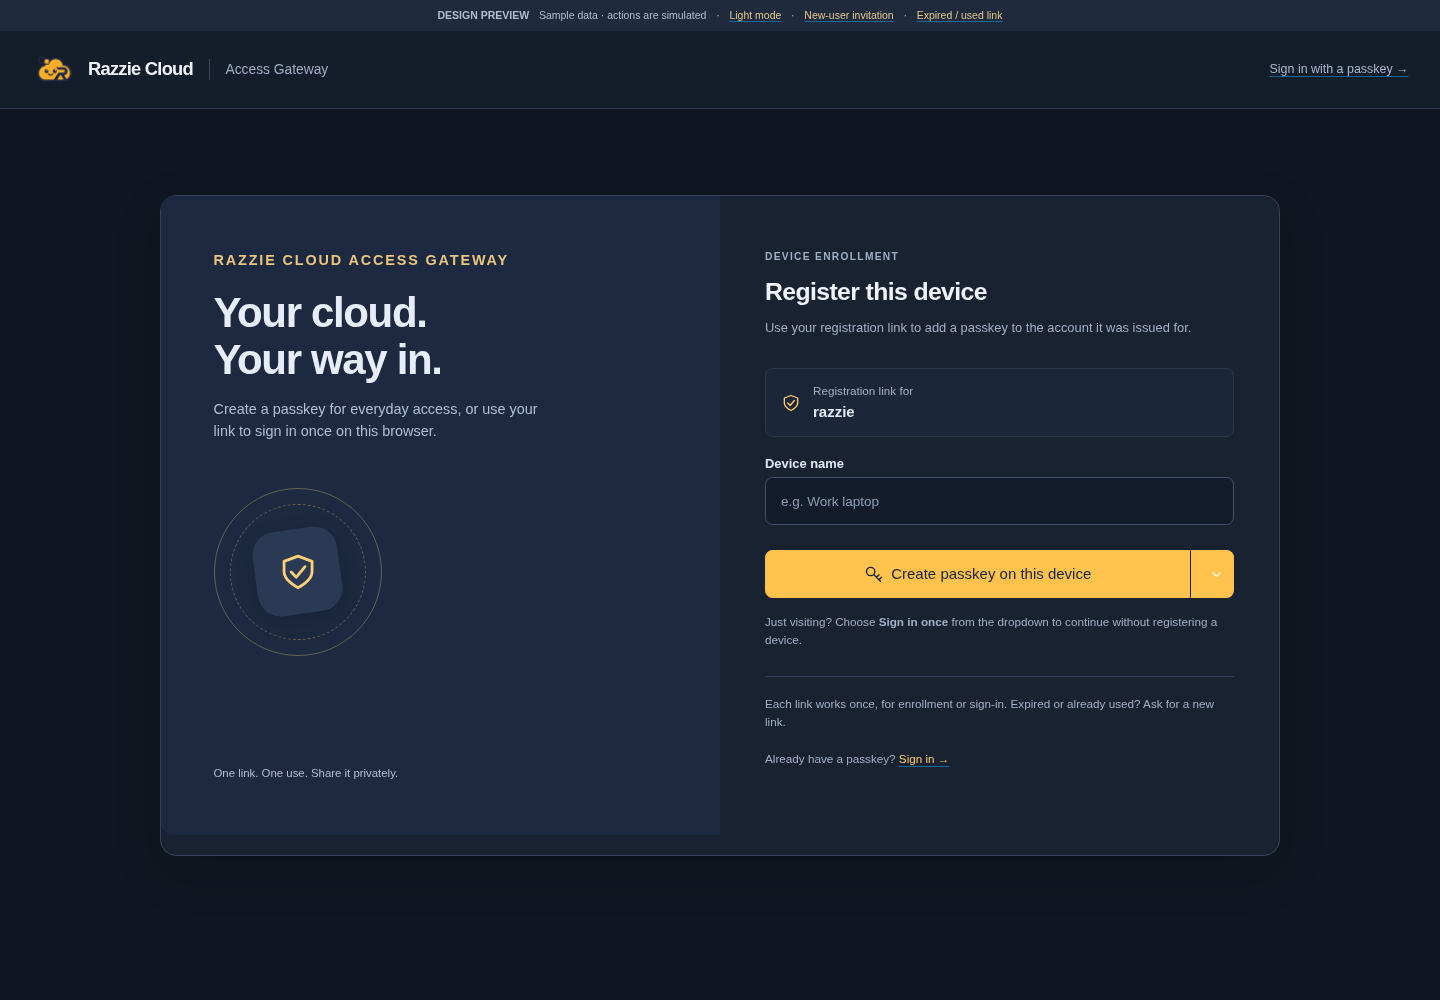 DESIGN PREVIEW Sample data · actions are simulated · Light mode · New-user invitation · Expired / used link
Razzie Cloud Access Gateway Sign in with a passkey →
RAZZIE CLOUD ACCESS GATEWAY
Your cloud.
Your way in.
Create a passkey for everyday access, or use your
link to sign in once on this browser.
One link. One use. Share it privately.
DEVICE ENROLLMENT
Register this device
Use your registration link to add a passkey to the account it was issued for.
Registration link for
razzie
Device name
e.g. Work laptop
Create passkey on this device
Just visiting? Choose Sign in once from the dropdown to continue without registering a
device.
Each link works once, for enrollment or sign-in. Expired or already used? Ask for a new
link.
Already have a passkey? Sign in →